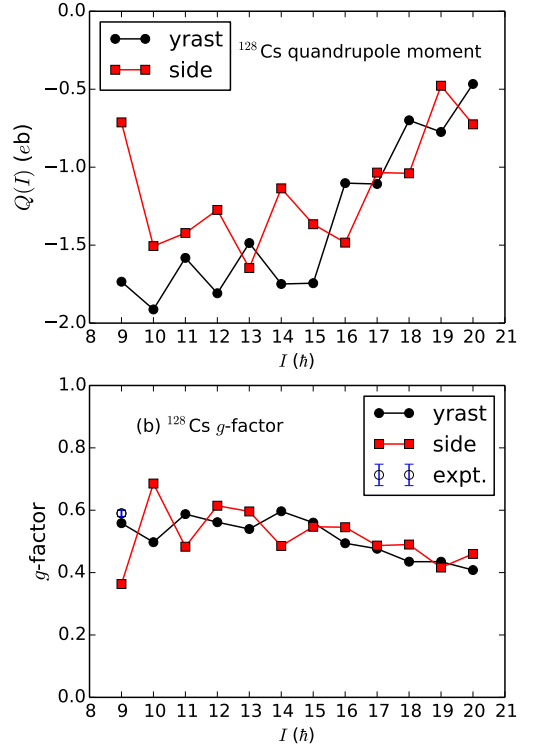 0.0
−0.5
−1.0
−1.5
−2.0
Q(I) (eb)
yrast
side
¹²⁸Cs quandrupole moment
8 9 10 11 12 13 14 15 16 17 18 19 20 21
I (ħ)
1.0
0.8
0.6
0.4
0.2
0.0
g-factor
(b) ¹²⁸Cs g-factor
yrast
side
expt.
8 9 10 11 12 13 14 15 16 17 18 19 20 21
I (ħ)